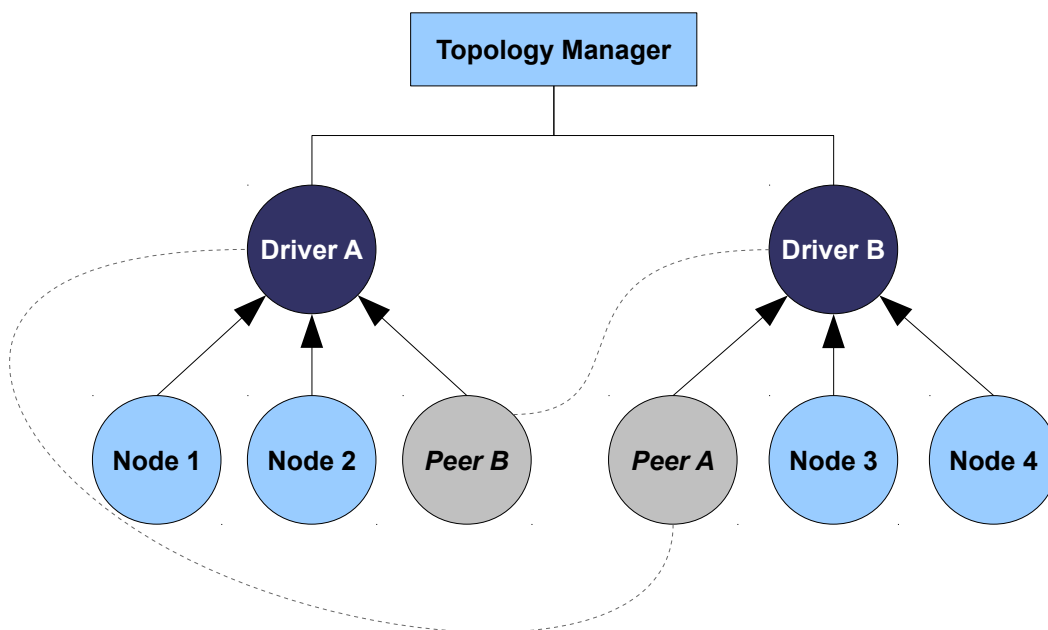 Topology Manager
Driver A
Driver B
Node 1
Node 2
Peer B
Peer A
Node 3
Node 4